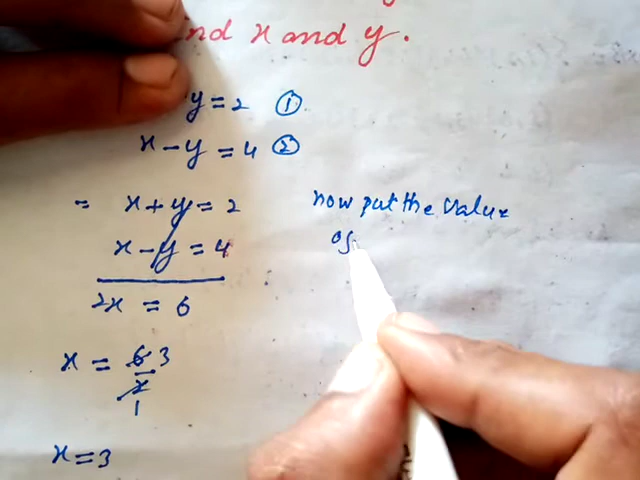 nd x and y.
y = 2 ①
x - y = 4 ②
= x + y = 2
x - y = 4
2x = 6
x = 6 3
2
1
x = 3
now put the value
of